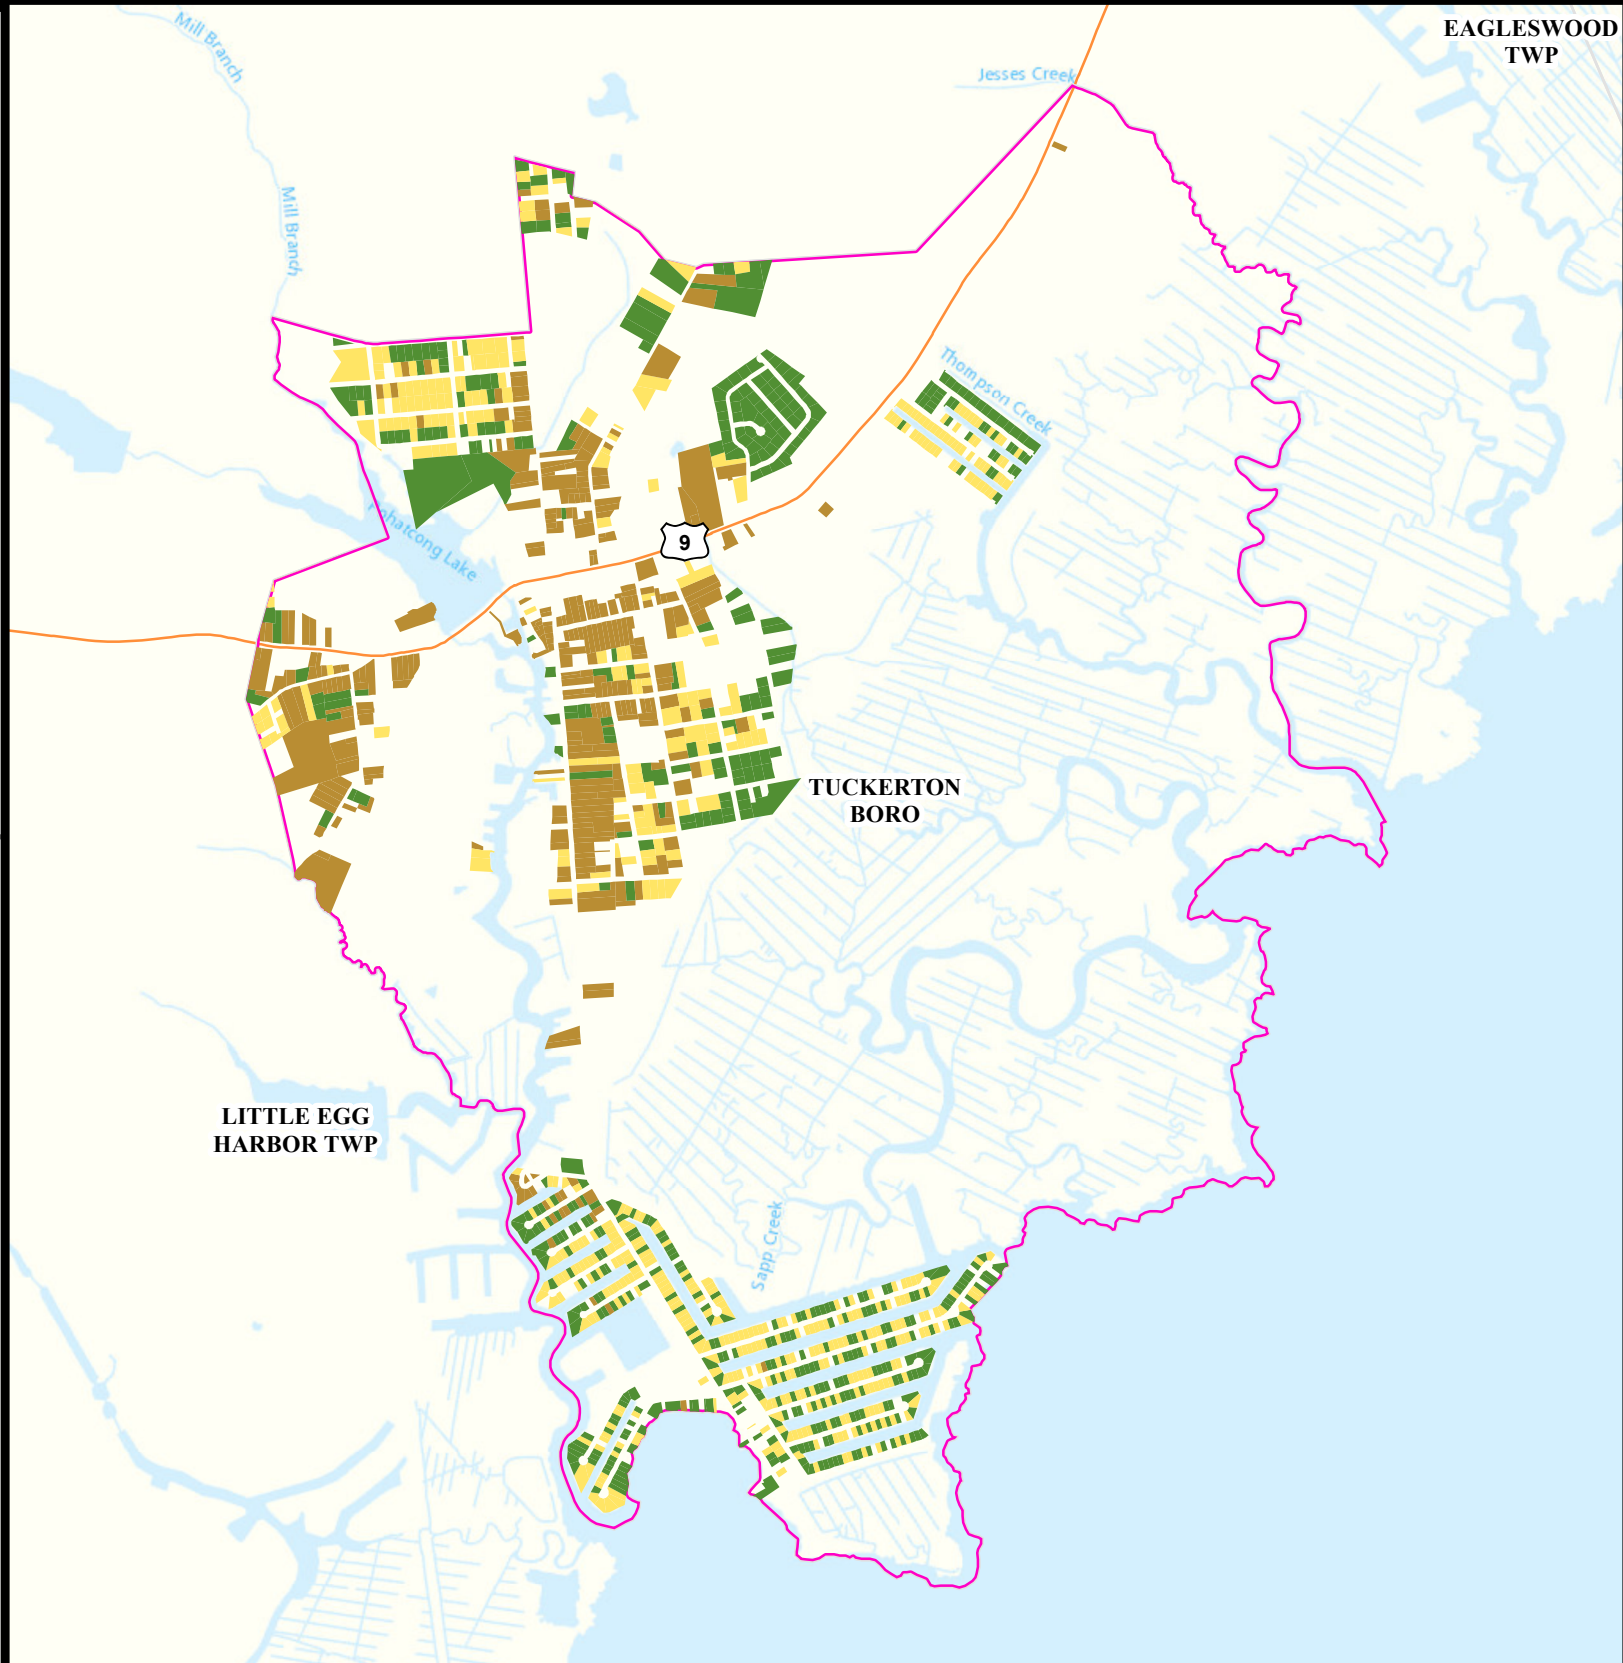 EAGLESWOOD
TWP
Mill Branch
Jesses Creek
Mill Branch
Thompson Creek
Pohatcong Lake
9
TUCKERTON
BORO
LITTLE EGG
HARBOR TWP
Sapp Creek